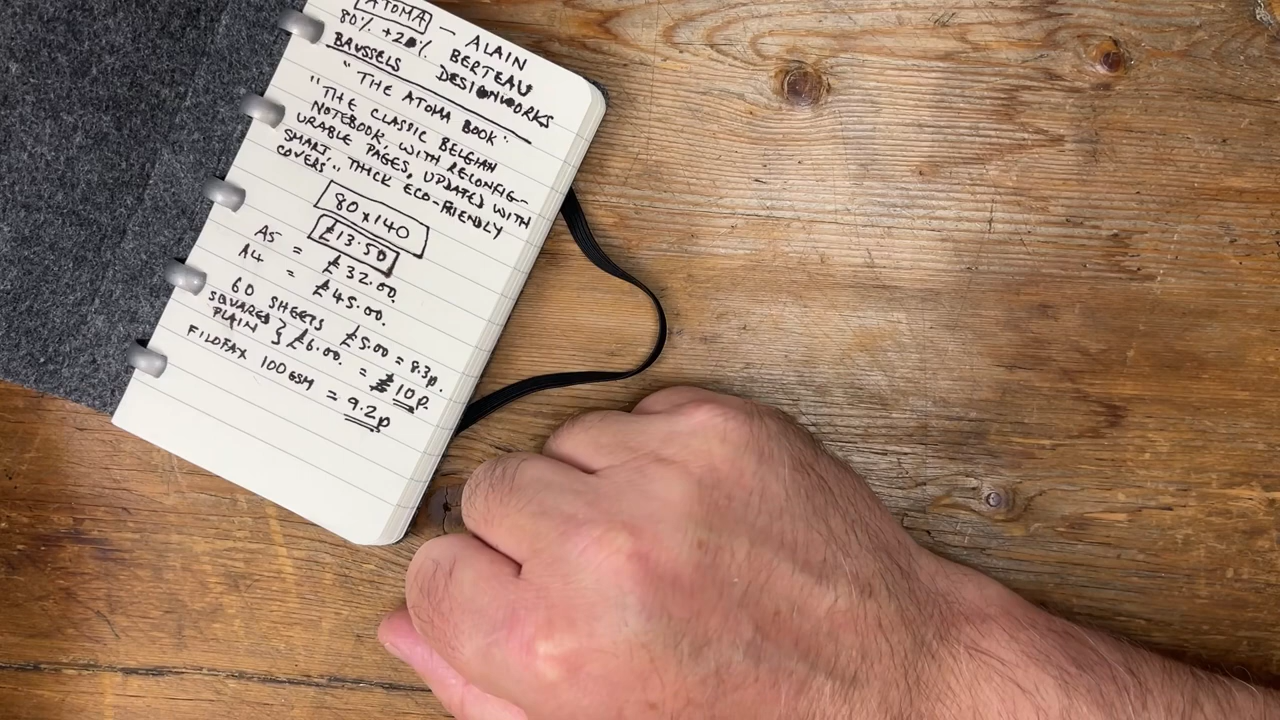 ATOMA — ALAIN
80% + 20% BERTEAU
BRUSSELS DESIGNWORKS
"THE ATOMA BOOK".
"THE CLASSIC BELGIAN
NOTEBOOK, WITH RECONFIG-
URABLE PAGES, UPDATED WITH
SMART, THICK ECO-FRIENDLY
COVERS".
80 x 140
£13.50
A5 = £32.00.
A4 = £45.00.
60 SHEETS £5.00 = 8.3p.
SQUARED } £6.00. = 10p.
PLAIN
FILOFAX 100GSM = 9.2p